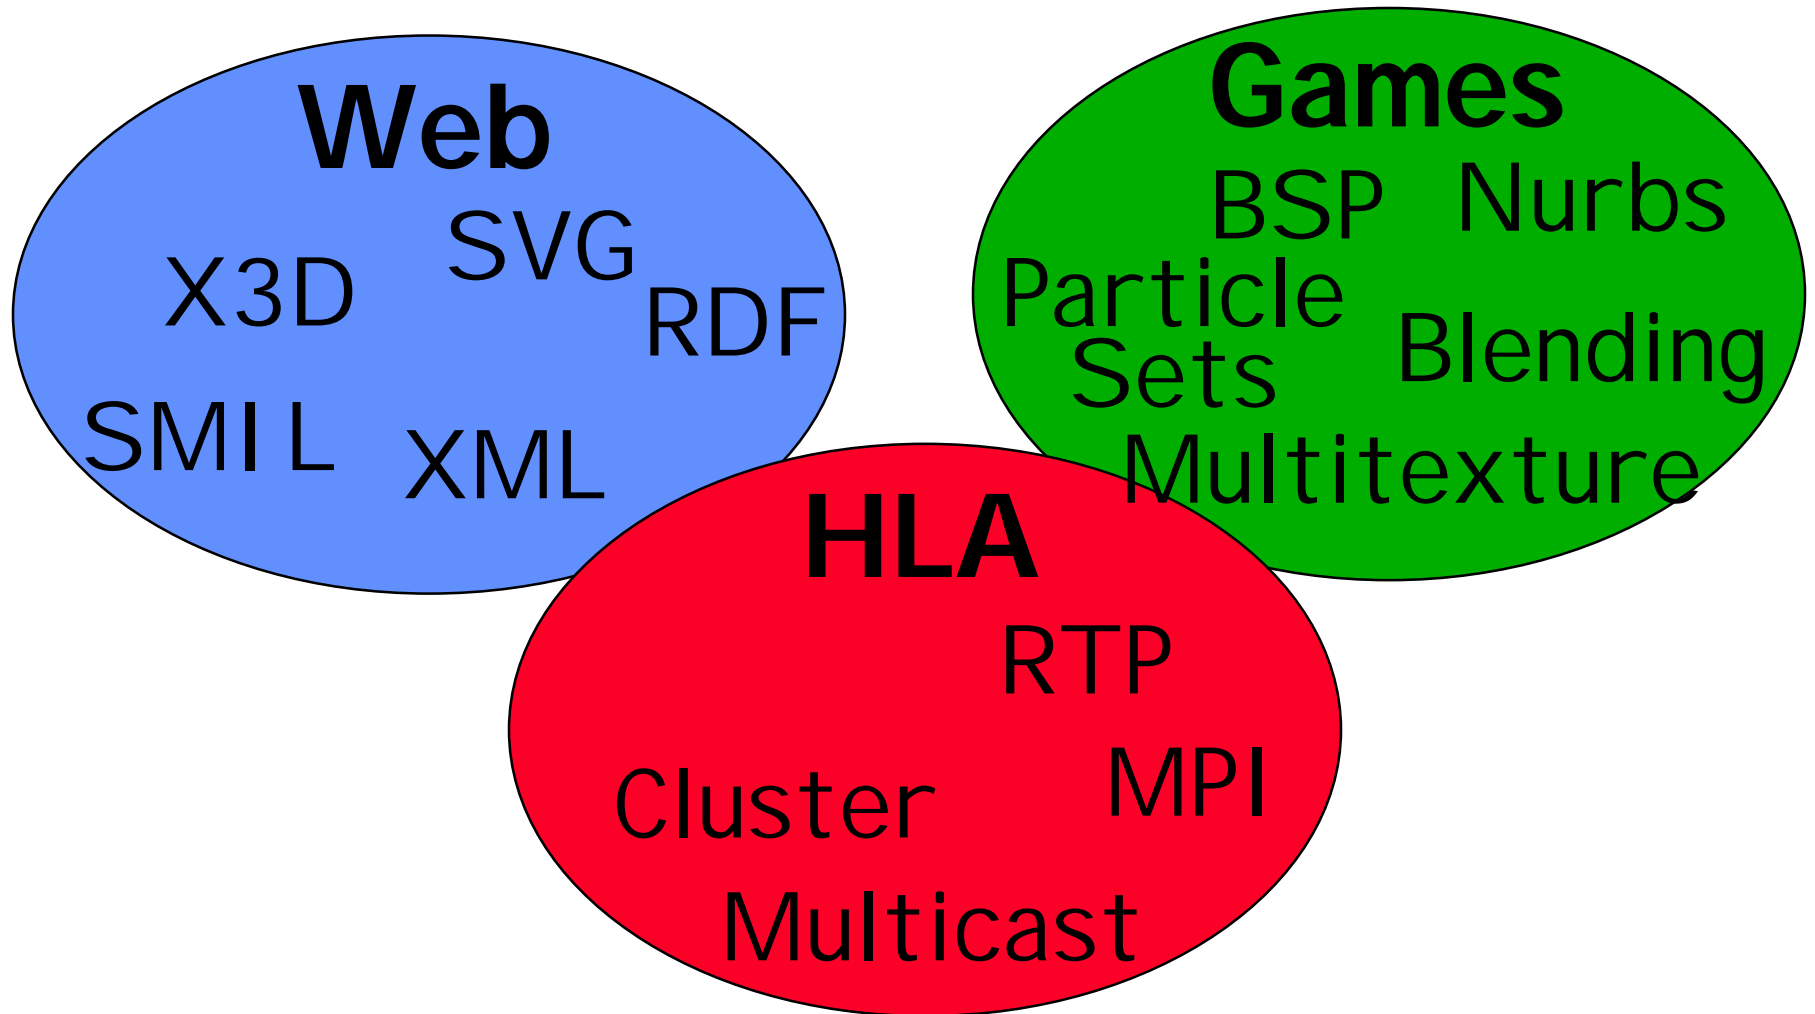 Web
SVG
X3D
RDF
SMIL
XML
Games
BSP Nurbs
Particle
Sets
Blending
Multitexture
HLA
RTP
MPI
Cluster
Multicast